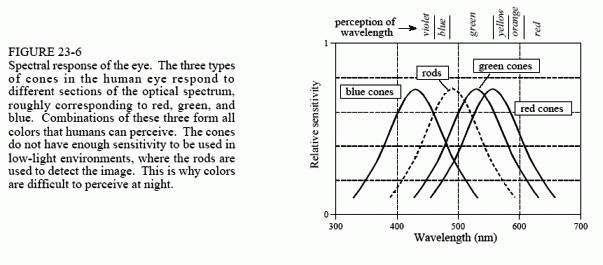 FIGURE 23-6
Spectral response of the eye. The three types
of cones in the human eye respond to
different sections of the optical spectrum,
roughly corresponding to red, green, and
blue. Combinations of these three form all
colors that humans can perceive. The cones
do not have enough sensitivity to be used in
low-light environments, where the rods are
used to detect the image. This is why colors
are difficult to perceive at night.
perception of
wavelength
violet
blue
green
yellow
orange
red
1
rods
green cones
blue cones
red cones
Relative sensitivity
0
300 400 500 600 700
Wavelength (nm)